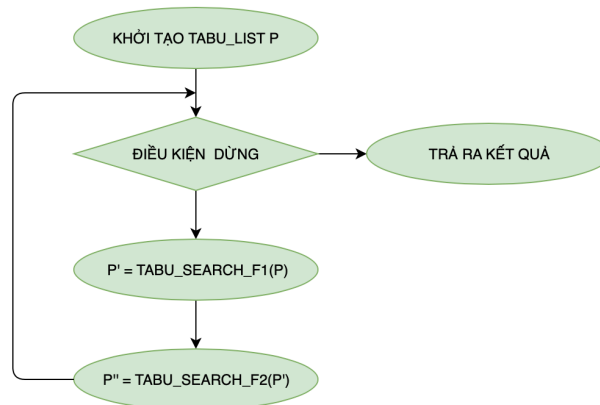 KHỞI TẠO TABU_LIST P
ĐIỀU KIỆN DỪNG
TRẢ RA KẾT QUẢ
P' = TABU_SEARCH_F1(P)
P'' = TABU_SEARCH_F2(P')